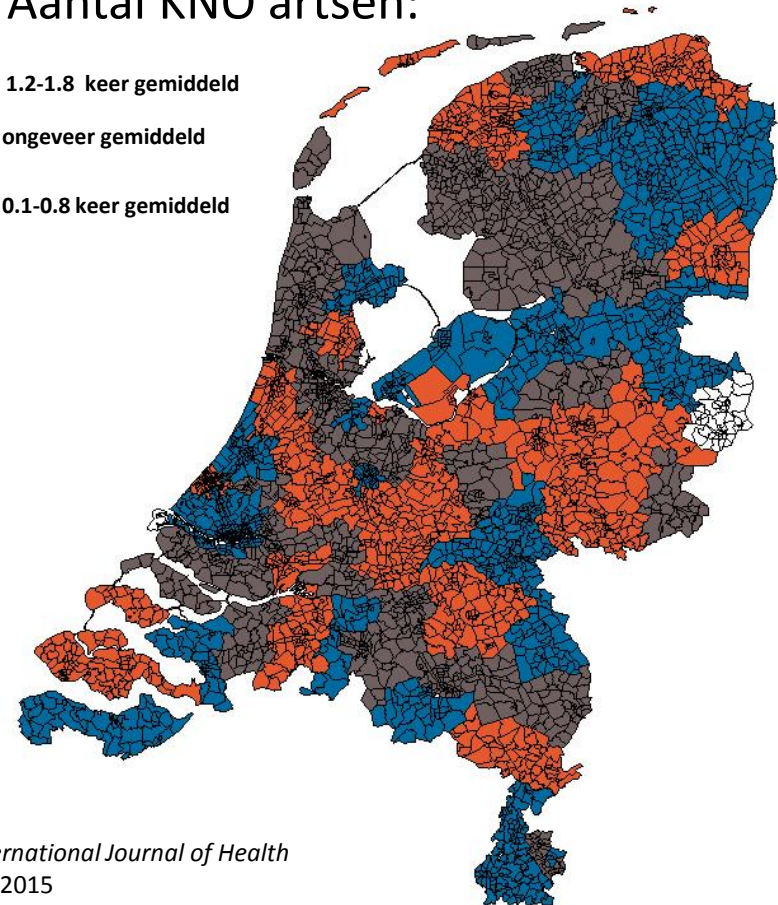 Aantal KNO artsen:
1.2-1.8 keer gemiddeld
ongeveer gemiddeld
0.1-0.8 keer gemiddeld
ernational Journal of Health
2015